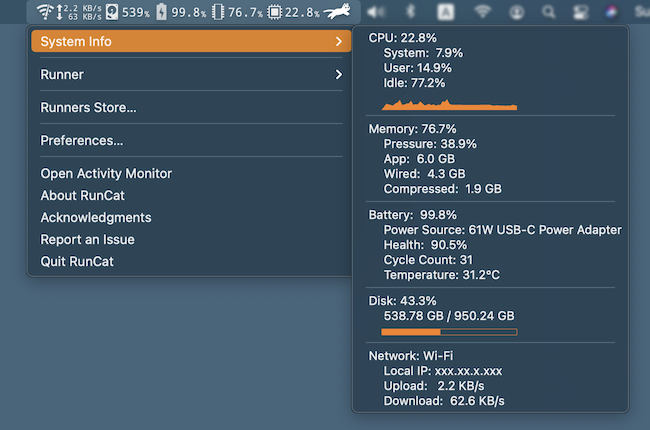 2.2 KB/s
63 KB/s
539% 99.8% 76.7% 22.8% A Su
System Info
Runner
Runners Store...
Preferences...
Open Activity Monitor
About RunCat
Acknowledgments
Report an Issue
Quit RunCat
CPU: 22.8%
System: 7.9%
User: 14.9%
Idle: 77.2%
Memory: 76.7%
Pressure: 38.9%
App: 6.0 GB
Wired: 4.3 GB
Compressed: 1.9 GB
Battery: 99.8%
Power Source: 61W USB-C Power Adapter
Health: 90.5%
Cycle Count: 31
Temperature: 31.2°C
Disk: 43.3%
538.78 GB / 950.24 GB
Network: Wi-Fi
Local IP: xxx.xx.x.xxx
Upload: 2.2 KB/s
Download: 62.6 KB/s